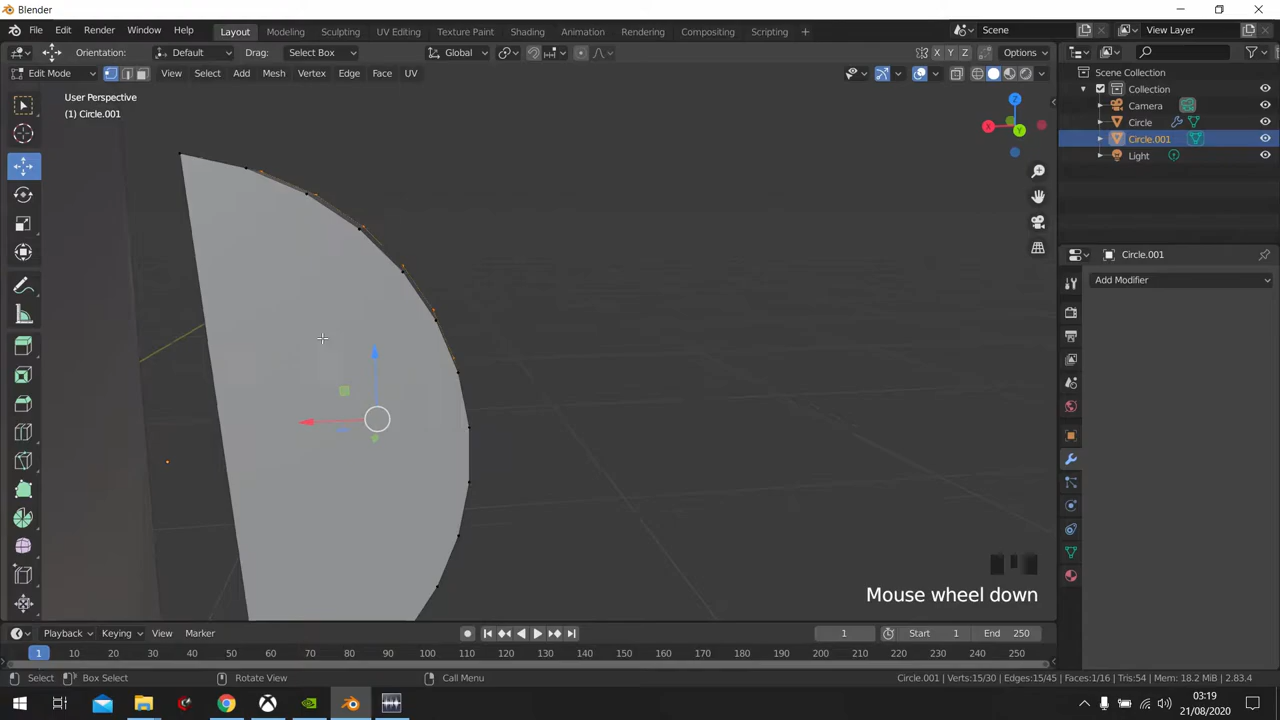 Blender
File Edit Render Window Help Layout Modeling Sculpting UV Editing Texture Paint Shading Animation Rendering Compositing Scripting + Scene View Layer
Orientation: Default Drag: Select Box Global X Y Z Options
Edit Mode View Select Add Mesh Vertex Edge Face UV
Scene Collection
Collection
Camera
Circle
Circle.001
Light
User Perspective
(1) Circle.001
Z
X
Y
Circle.001
Add Modifier
Mouse wheel down
Playback Keying View Marker 1 Start 1 End 250
1 10 20 30 40 50 60 70 80 90 100 110 120 130 140 150 160 170 180 190 200 210 220 230 240 250
Select Box Select Rotate View Call Menu Circle.001 | Verts:15/30 | Edges:15/45 | Faces:1/16 | Tris:54 | Mem: 18.2 MiB | 2.83.4
03:19
21/08/2020